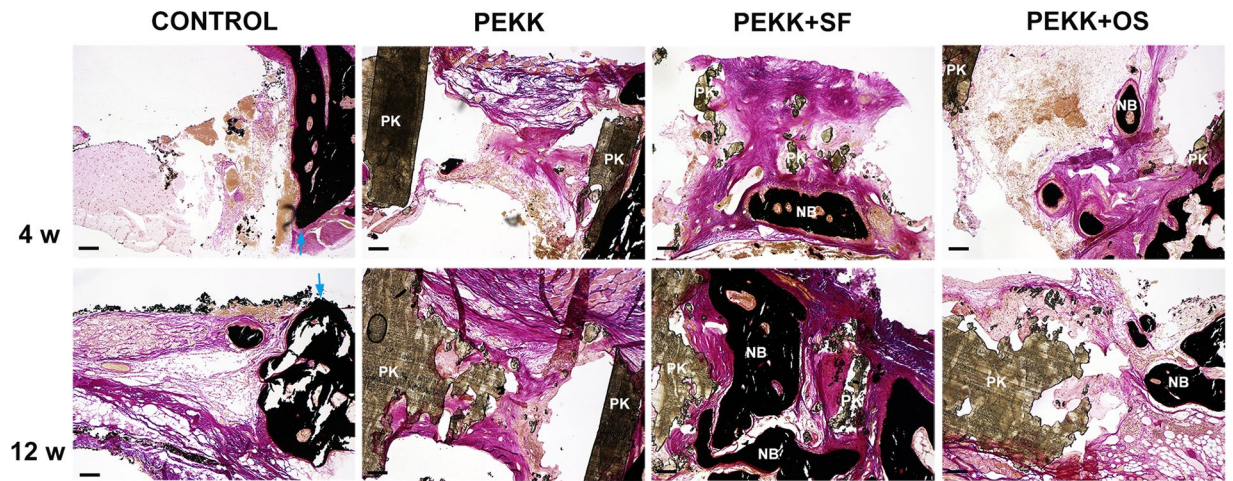 CONTROL PEKK PEKK+SF PEKK+OS
4 w
PK PK
PK PK NB
PK NB PK
12 w
PK PK
PK NB PK NB
PK NB